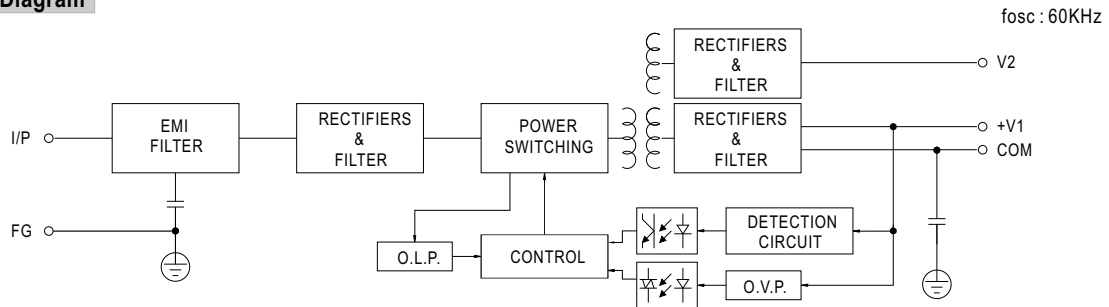 Diagram
fosc : 60KHz
I/P
EMI
FILTER
RECTIFIERS
&
FILTER
POWER
SWITCHING
RECTIFIERS
&
FILTER
V2
RECTIFIERS
&
FILTER
+V1
COM
FG
O.L.P.
CONTROL
DETECTION
CIRCUIT
O.V.P.